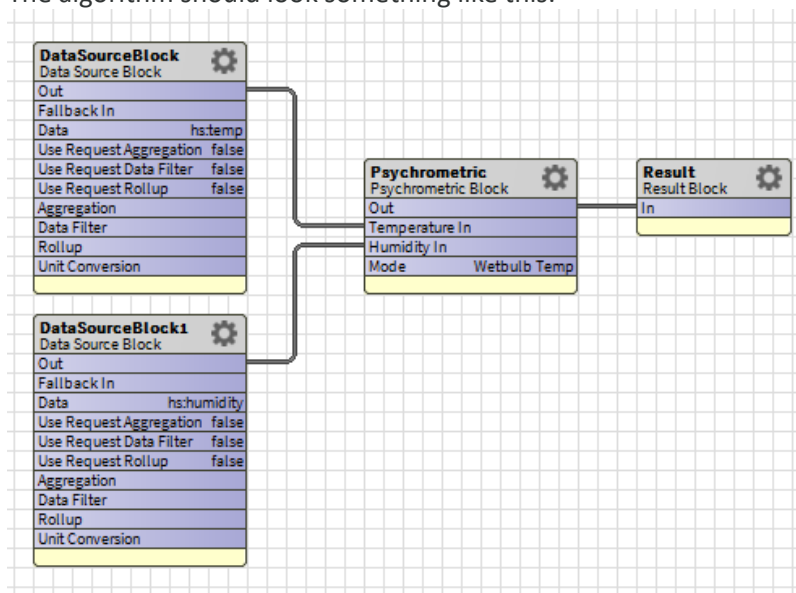 The algorithm should look something like this:
DataSourceBlock
Data Source Block
Out
Fallback In
Data hs:temp
Use Request Aggregation false
Use Request Data Filter false
Use Request Rollup false
Aggregation
Data Filter
Rollup
Unit Conversion
DataSourceBlock1
Data Source Block
Out
Fallback In
Data hs:humidity
Use Request Aggregation false
Use Request Data Filter false
Use Request Rollup false
Aggregation
Data Filter
Rollup
Unit Conversion
Psychrometric
Psychrometric Block
Out
Temperature In
Humidity In
Mode Wetbulb Temp
Result
Result Block
In